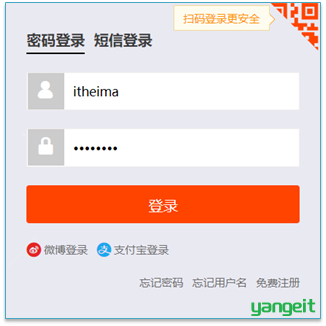 扫码登录更安全
密码登录 短信登录
itheima
••••••••
登录
微博登录 支付宝登录
忘记密码 忘记用户名 免费注册
yangeit